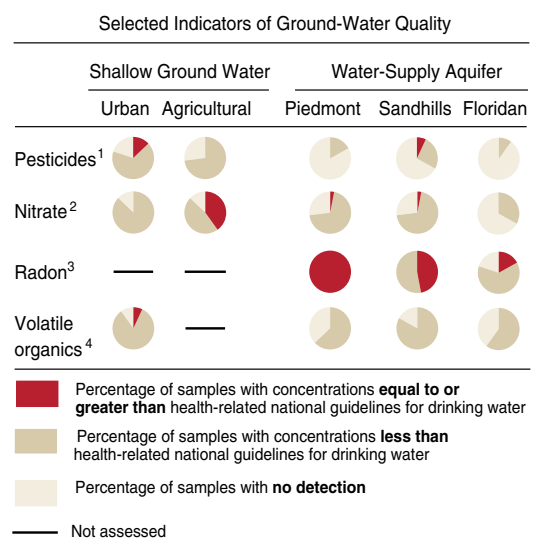 Selected Indicators of Ground-Water Quality
Shallow Ground Water Water-Supply Aquifer
Urban Agricultural Piedmont Sandhills Floridan
Pesticides1
Nitrate2
Radon3
Volatile
organics4
Percentage of samples with concentrations equal to or
greater than health-related national guidelines for drinking water
Percentage of samples with concentrations less than
health-related national guidelines for drinking water
Percentage of samples with no detection
Not assessed